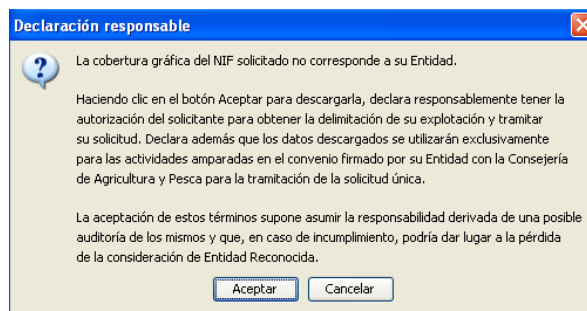 Declaración responsable
La cobertura gráfica del NIF solicitado no corresponde a su Entidad.
Haciendo clic en el botón Aceptar para descargarla, declara responsablemente tener la
autorización del solicitante para obtener la delimitación de su explotación y tramitar
su solicitud. Declara además que los datos descargados se utilizarán exclusivamente
para las actividades amparadas en el convenio firmado por su Entidad con la Consejería
de Agricultura y Pesca para la tramitación de la solicitud única.
La aceptación de estos términos supone asumir la responsabilidad derivada de una posible
auditoría de los mismos y que, en caso de incumplimiento, podría dar lugar a la pérdida
de la consideración de Entidad Reconocida.
Aceptar Cancelar